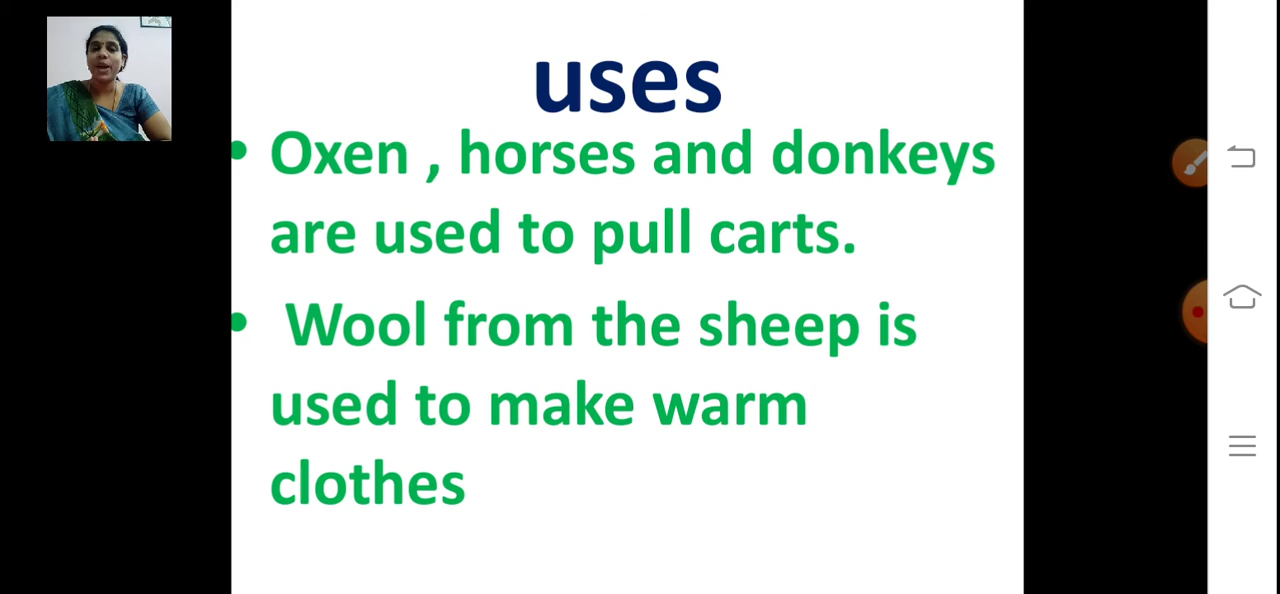 uses
• Oxen , horses and donkeys
are used to pull carts.
• Wool from the sheep is
used to make warm
clothes